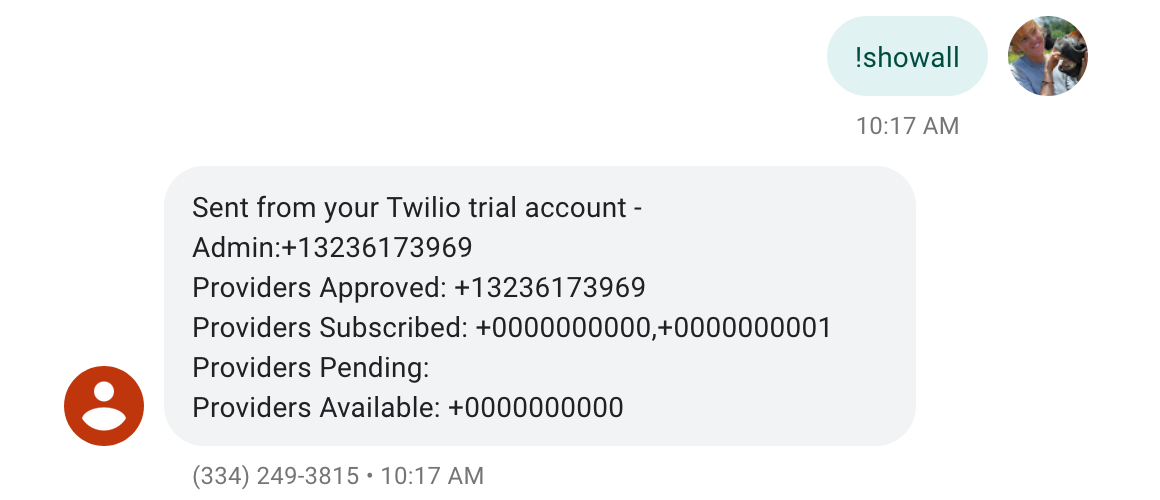 !showall
10:17 AM
Sent from your Twilio trial account -
Admin:+13236173969
Providers Approved: +13236173969
Providers Subscribed: +0000000000,+0000000001
Providers Pending:
Providers Available: +0000000000
(334) 249-3815 • 10:17 AM